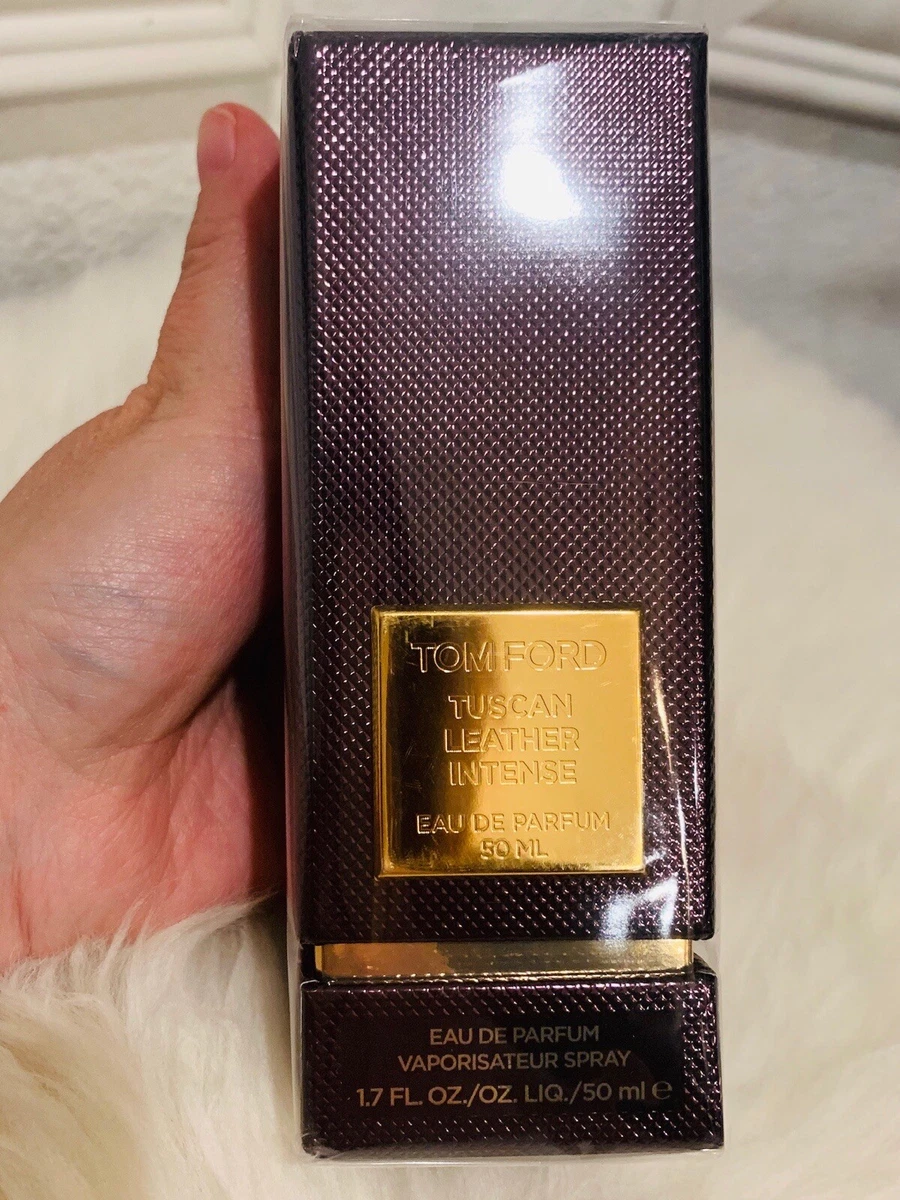 TOM FORD
TUSCAN
LEATHER
INTENSE
EAU DE PARFUM
50 ML
EAU DE PARFUM
VAPORISATEUR SPRAY
1.7 FL. OZ./OZ. LIQ./50 ml ℮